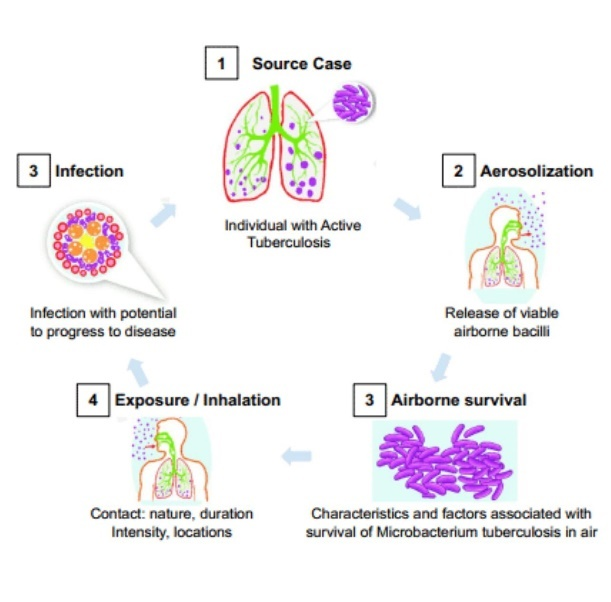 1 Source Case
Individual with Active
Tuberculosis
2 Aerosolization
Release of viable
airborne bacilli
3 Airborne survival
Characteristics and factors associated with
survival of Microbacterium tuberculosis in air
4 Exposure / Inhalation
Contact: nature, duration
Intensity, locations
3 Infection
Infection with potential
to progress to disease